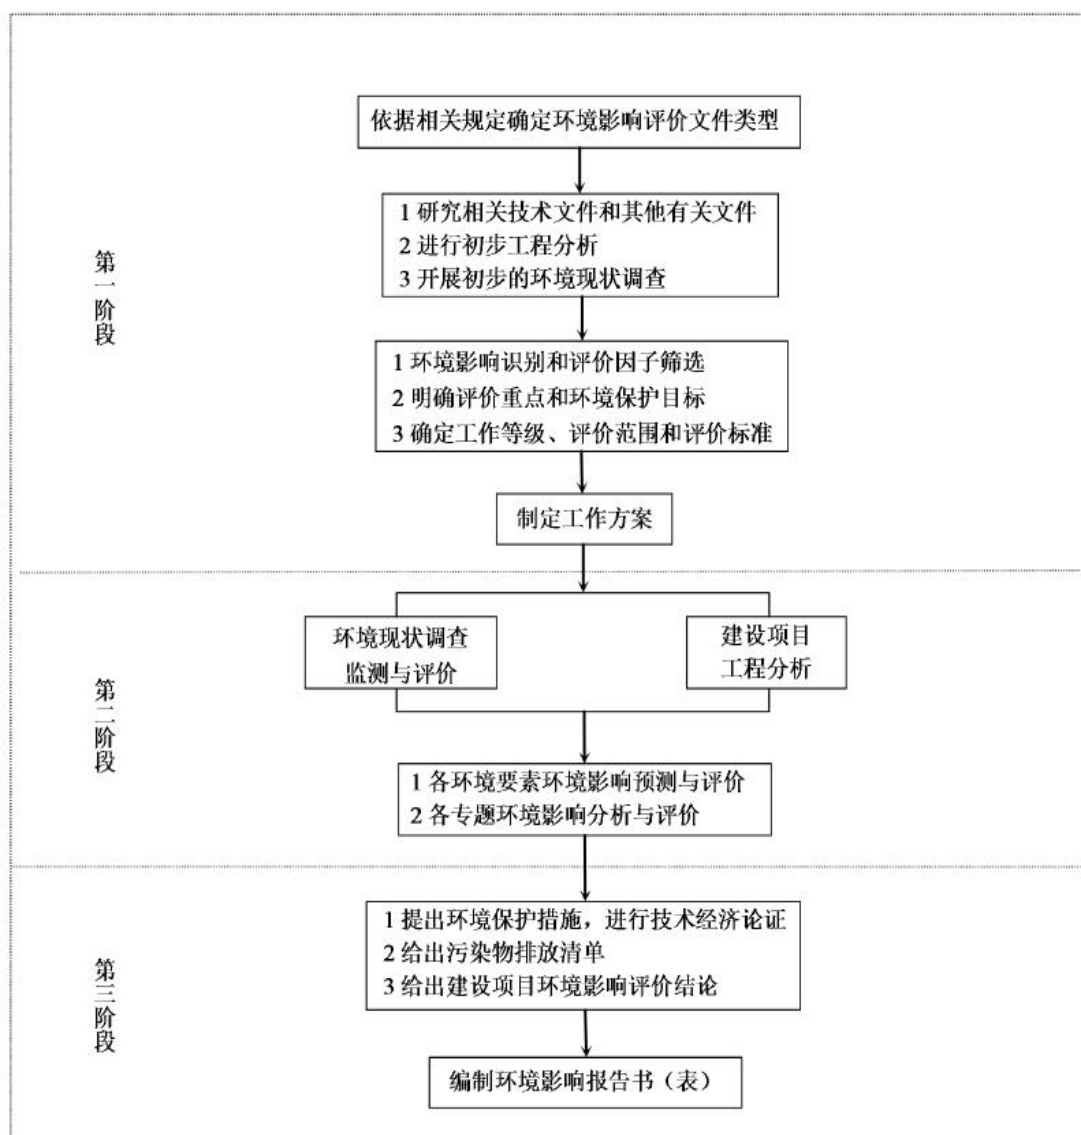 依据相关规定确定环境影响评价文件类型
1 研究相关技术文件和其他有关文件
2 进行初步工程分析
3 开展初步的环境现状调查
第一阶段
1 环境影响识别和评价因子筛选
2 明确评价重点和环境保护目标
3 确定工作等级、评价范围和评价标准
制定工作方案
环境现状调查
监测与评价
建设项目
工程分析
第二阶段
1 各环境要素环境影响预测与评价
2 各专题环境影响分析与评价
1 提出环境保护措施，进行技术经济论证
2 给出污染物排放清单
3 给出建设项目环境影响评价结论
第三阶段
编制环境影响报告书（表）